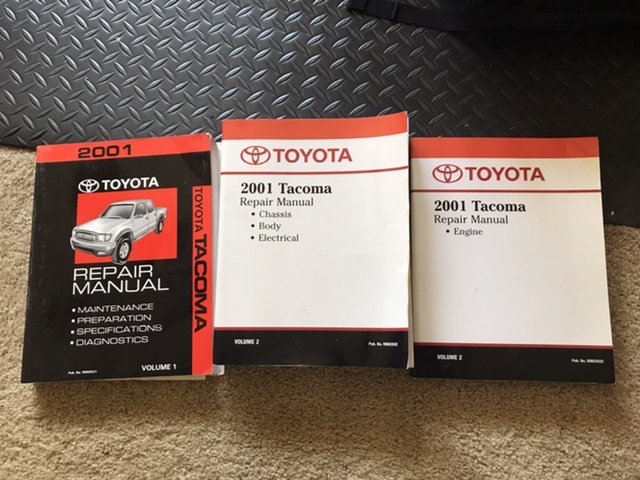 2001
TOYOTA
REPAIR
MANUAL
• MAINTENANCE
• PREPARATION
• SPECIFICATIONS
• DIAGNOSTICS
VOLUME 1
TOYOTA TACOMA
TOYOTA
2001 Tacoma
Repair Manual
• Chassis
• Body
• Electrical
VOLUME 2
TOYOTA
2001 Tacoma
Repair Manual
• Engine
VOLUME 2